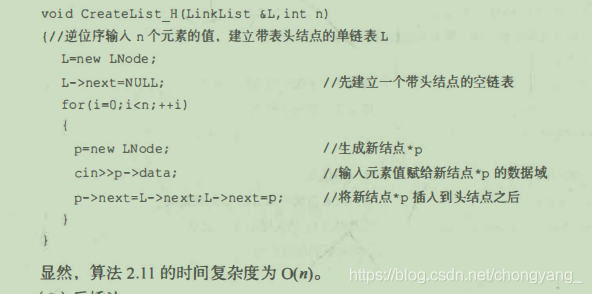 void CreateList_H(LinkList &L,int n)
{//逆位序输入 n 个元素的值，建立带表头结点的单链表 L
L=new LNode;
L->next=NULL; //先建立一个带头结点的空链表
for(i=0;i<n;++i)
{
p=new LNode; //生成新结点*p
cin>>p->data; //输入元素值赋给新结点*p 的数据域
p->next=L->next;L->next=p; //将新结点*p 插入到头结点之后
}
}
显然，算法 2.11 的时间复杂度为 O(n)。
https://blog.csdn.net/chongyang_